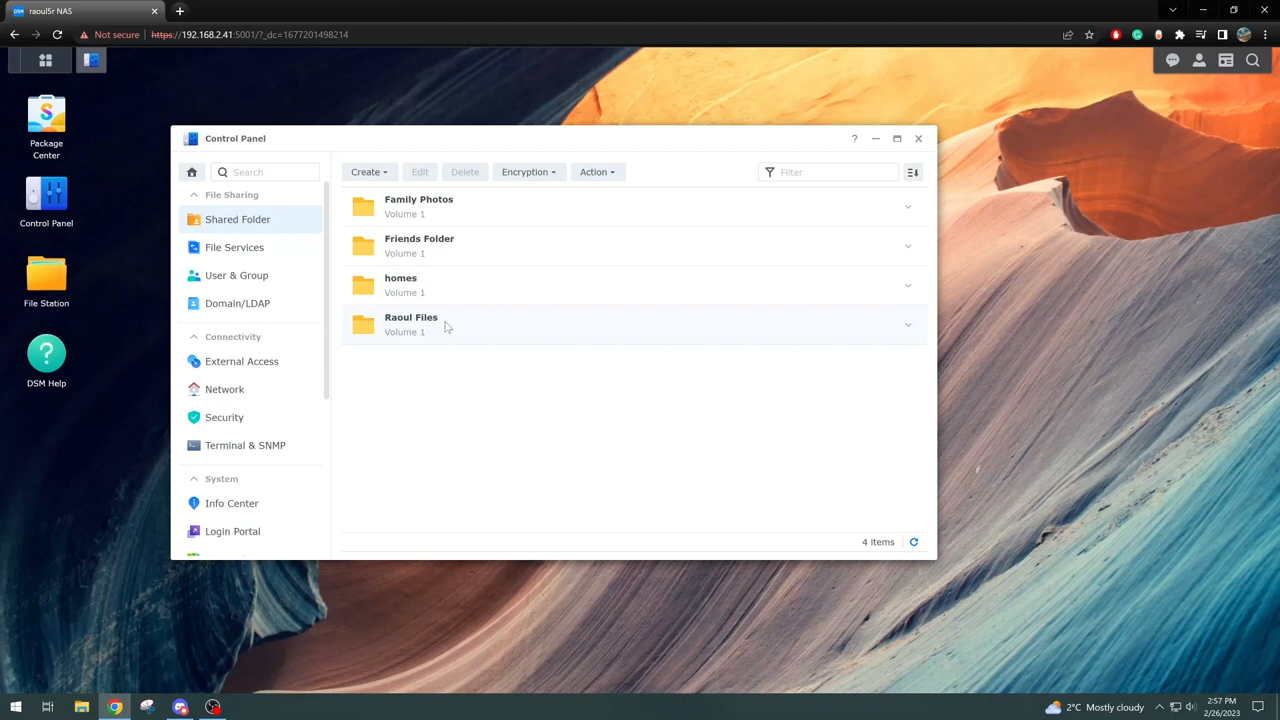 DSM raoul5r NAS
Not secure https://192.168.2.41:5001/?_dc=1677201498214
Package
Center
Control Panel
File Station
DSM Help
Control Panel
Search
File Sharing
Shared Folder
File Services
User & Group
Domain/LDAP
Connectivity
External Access
Network
Security
Terminal & SNMP
System
Info Center
Login Portal
Create
Edit
Delete
Encryption
Action
Filter
Family Photos
Volume 1
Friends Folder
Volume 1
homes
Volume 1
Raoul Files
Volume 1
4 items
2°C Mostly cloudy
2:57 PM
2/26/2023